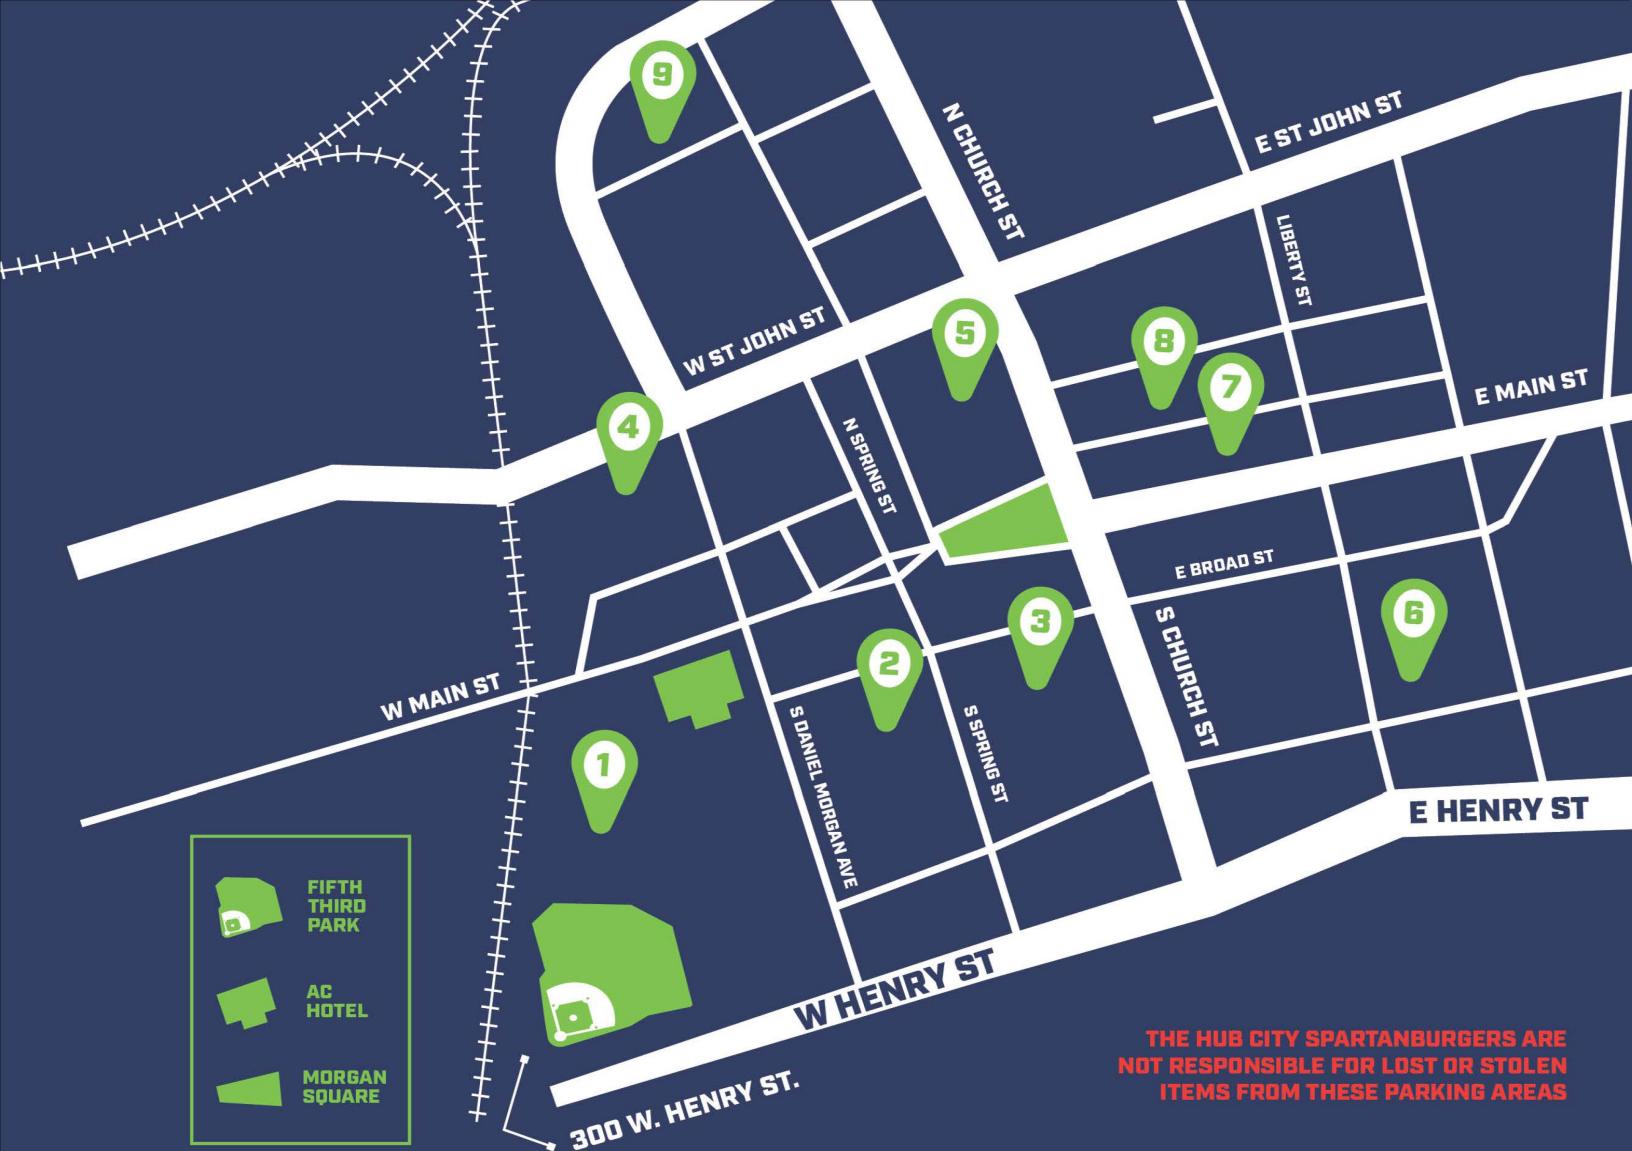 9
N CHURCH ST
E ST JOHN ST
LIBERTY ST
W ST JOHN ST
5
8
7
E MAIN ST
4
N SPRING ST
E BROAD ST
6
3
2
S CHURCH ST
W MAIN ST
1
S DANIEL MORGAN AVE
S SPRING ST
E HENRY ST
W HENRY ST
300 W. HENRY ST.
FIFTH
THIRD
PARK
AC
HOTEL
MORGAN
SQUARE
THE HUB CITY SPARTANBURGERS ARE
NOT RESPONSIBLE FOR LOST OR STOLEN
ITEMS FROM THESE PARKING AREAS